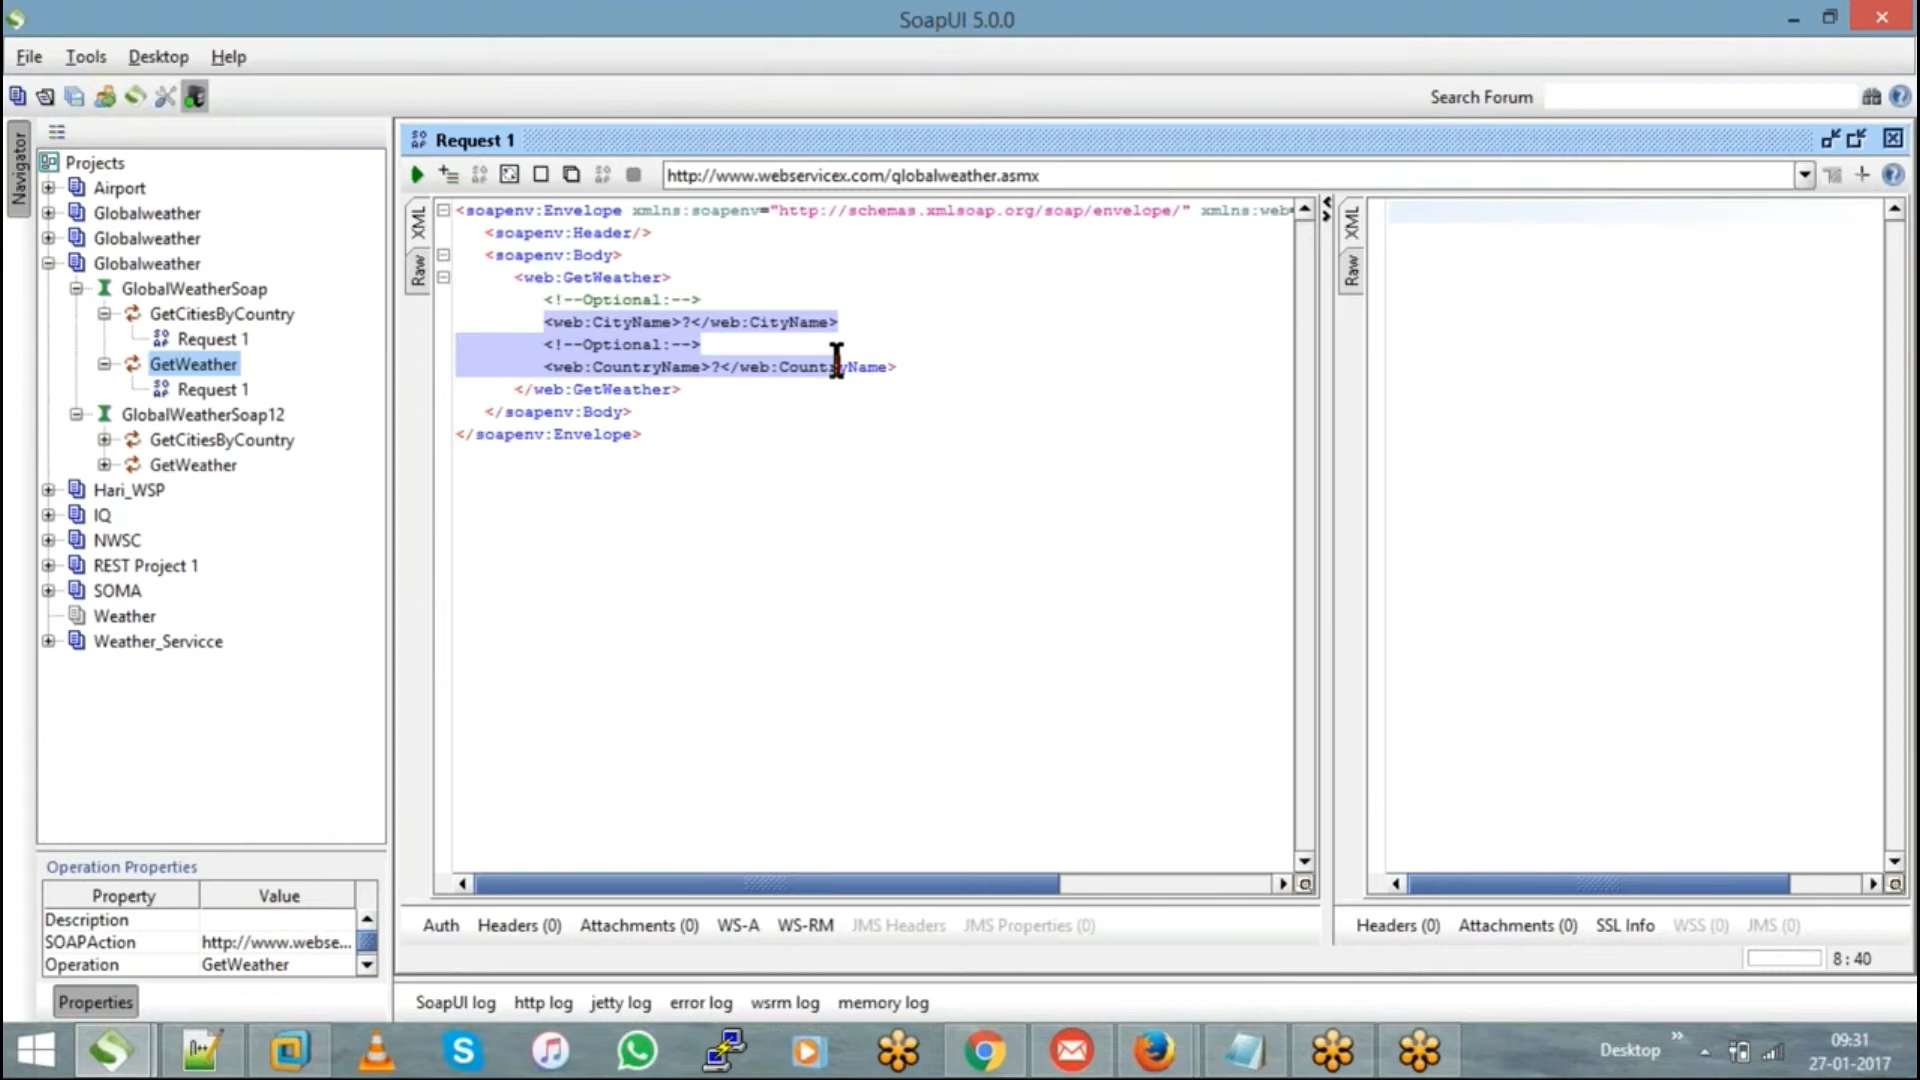 SoapUI 5.0.0
File Tools Desktop Help
Search Forum
Navigator
Projects
Airport
Globalweather
Globalweather
Globalweather
GlobalWeatherSoap
GetCitiesByCountry
Request 1
GetWeather
Request 1
GlobalWeatherSoap12
GetCitiesByCountry
GetWeather
Hari_WSP
IQ
NWSC
REST Project 1
SOMA
Weather
Weather_Servicce
Operation Properties
Property Value
Description
SOAPAction http://www.webse...
Operation GetWeather
Properties
Request 1
http://www.webservicex.com/globalweather.asmx
XML
Raw
<soapenv:Envelope xmlns:soapenv="http://schemas.xmlsoap.org/soap/envelope/" xmlns:web=
<soapenv:Header/>
<soapenv:Body>
<web:GetWeather>
<!--Optional:-->
<web:CityName>?</web:CityName>
<!--Optional:-->
<web:CountryName>?</web:CountryName>
</web:GetWeather>
</soapenv:Body>
</soapenv:Envelope>
XML
Raw
Auth Headers (0) Attachments (0) WS-A WS-RM JMS Headers JMS Properties (0)
Headers (0) Attachments (0) SSL Info WSS (0) JMS (0)
8 : 40
SoapUI log http log jetty log error log wsrm log memory log
Desktop
09:31
27-01-2017